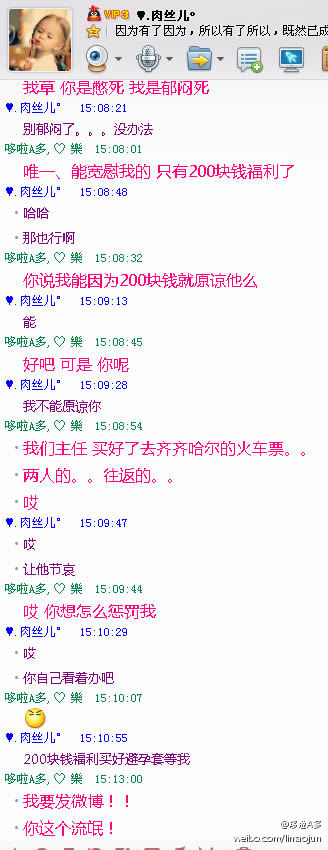 VIP3 ♥.肉丝儿°
因为有了因为，所以有了所以，既然已成
我草 你是憋死 我是郁闷死
♥.肉丝儿° 15:08:21
别郁闷了。。。没办法
哆啦A多,♡ 樂 15:08:01
唯一、能宽慰我的 只有200块钱福利了
♥.肉丝儿° 15:08:48
哈哈
那也行啊
哆啦A多,♡ 樂 15:08:32
你说我能因为200块钱就原谅他么
♥.肉丝儿° 15:09:13
能
哆啦A多,♡ 樂 15:08:45
好吧 可是 你呢
♥.肉丝儿° 15:09:28
我不能原谅你
哆啦A多,♡ 樂 15:08:54
我们主任 买好了去齐齐哈尔的火车票。。
两人的。。往返的。。
哎
♥.肉丝儿° 15:09:47
哎
让他节哀
哆啦A多,♡ 樂 15:09:44
哎 你想怎么惩罚我
♥.肉丝儿° 15:10:29
哎
你自己看着办吧
哆啦A多,♡ 樂 15:10:07
♥.肉丝儿° 15:10:55
200块钱福利买好避孕套等我
哆啦A多,♡ 樂 15:13:00
我要发微博！！
你这个流氓！
@哆啦A多
weibo.com/limaojun